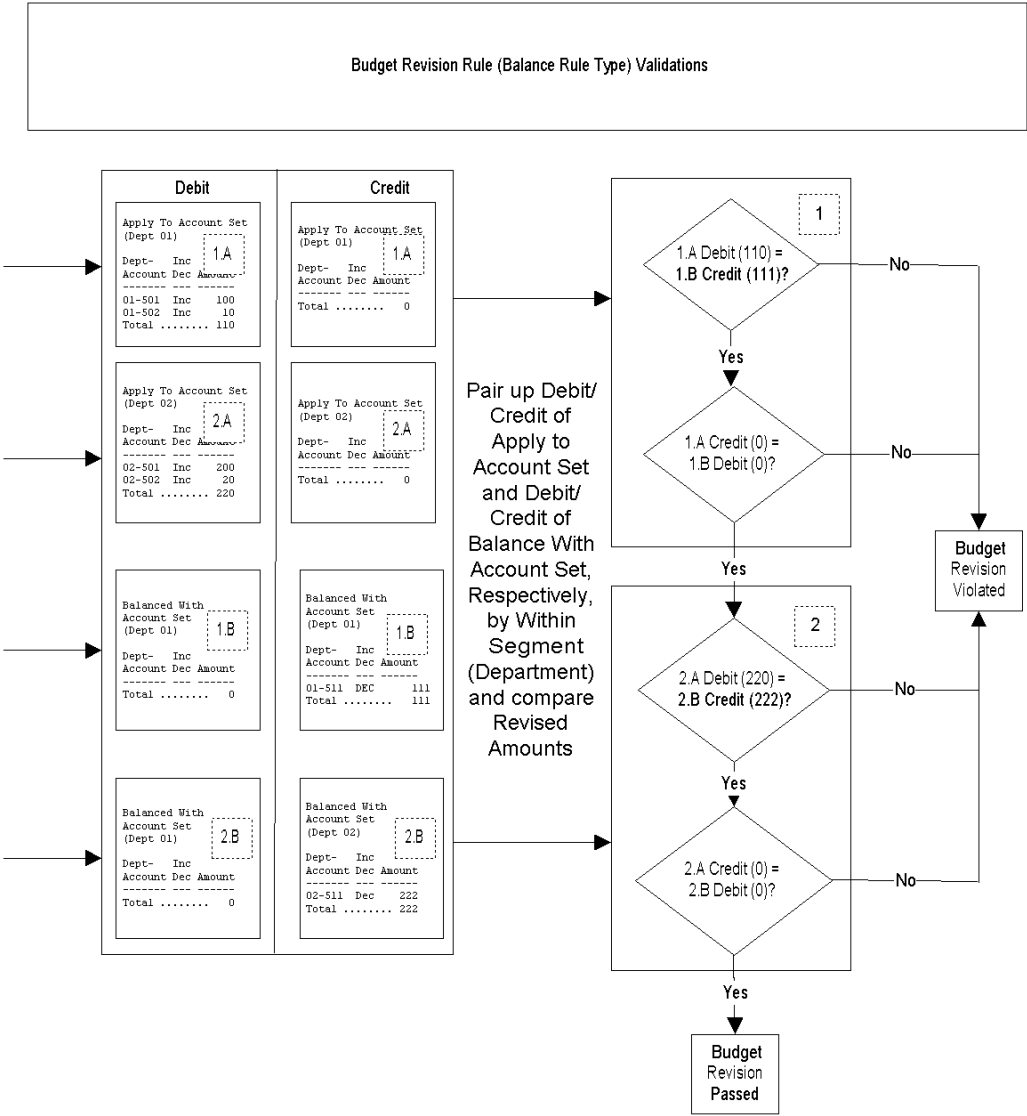 Budget Revision Rule (Balance Rule Type) Validations
Debit
Credit
Apply To Account Set
(Dept 01)
1.A
Dept- Inc
Account Dec Amount
------- --- ------
01-501 Inc 100
01-502 Inc 10
Total ........ 110
Apply To Account Set
(Dept 01)
1.A
Dept- Inc
Account Dec Amount
------- --- ------
Total ........ 0
Apply To Account Set
(Dept 02)
2.A
Dept- Inc
Account Dec Amount
------- --- ------
02-501 Inc 200
02-502 Inc 20
Total ........ 220
Apply To Account Set
(Dept 02)
2.A
Dept- Inc
Account Dec Amount
------- --- ------
Total ........ 0
Balanced With
Account Set
(Dept 01)
1.B
Dept- Inc
Account Dec Amount
------- --- ------
Total ........ 0
Balanced With
Account Set
(Dept 01)
1.B
Dept- Inc
Account Dec Amount
------- --- ------
01-511 DEC 111
Total ........ 111
Balanced With
Account Set
(Dept 01)
2.B
Dept- Inc
Account Dec Amount
------- --- ------
Total ........ 0
Balanced With
Account Set
(Dept 02)
2.B
Dept- Inc
Account Dec Amount
------- --- ------
02-511 Dec 222
Total ........ 222
Pair up Debit/
Credit of
Apply to
Account Set
and Debit/
Credit of
Balance With
Account Set,
Respectively,
by Within
Segment
(Department)
and compare
Revised
Amounts
1
1.A Debit (110) =
1.B Credit (111)?
No
Yes
1.A Credit (0) =
1.B Debit (0)?
No
Yes
Budget
Revision
Violated
2
2.A Debit (220) =
2.B Credit (222)?
No
Yes
2.A Credit (0) =
2.B Debit (0)?
No
Yes
Budget
Revision
Passed